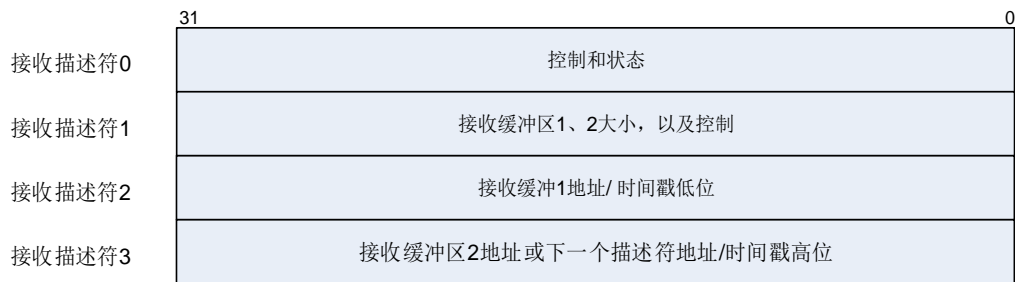 31 0
接收描述符0 控制和状态
接收描述符1 接收缓冲区1、2大小，以及控制
接收描述符2 接收缓冲1地址/ 时间戳低位
接收描述符3 接收缓冲区2地址或下一个描述符地址/时间戳高位